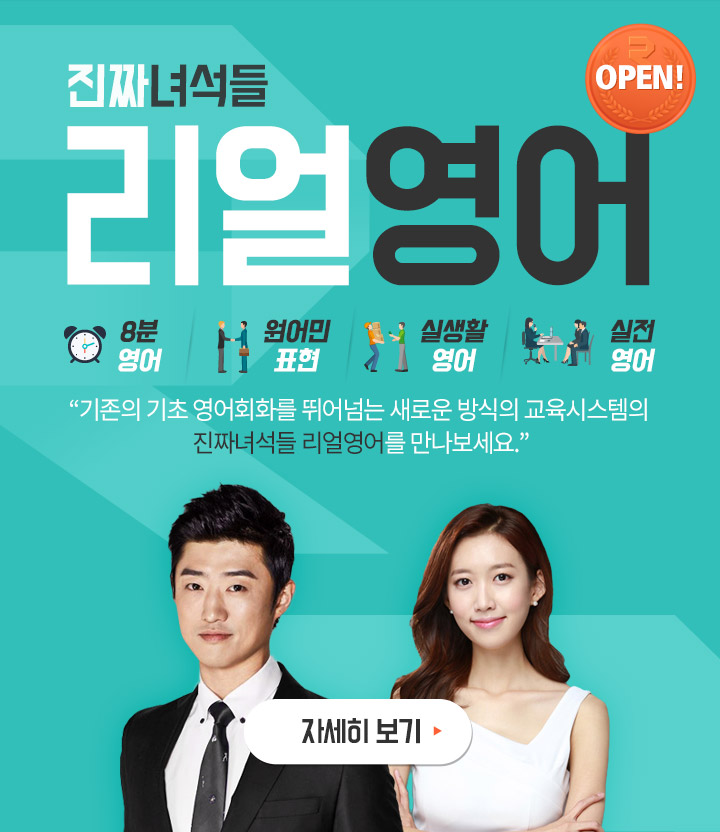 진짜녀석들
OPEN!
리얼영어
8분
영어
원어민
표현
실생활
영어
실전
영어
“기존의 기초 영어회화를 뛰어넘는 새로운 방식의 교육시스템의
진짜녀석들 리얼영어를 만나보세요.”
자세히 보기